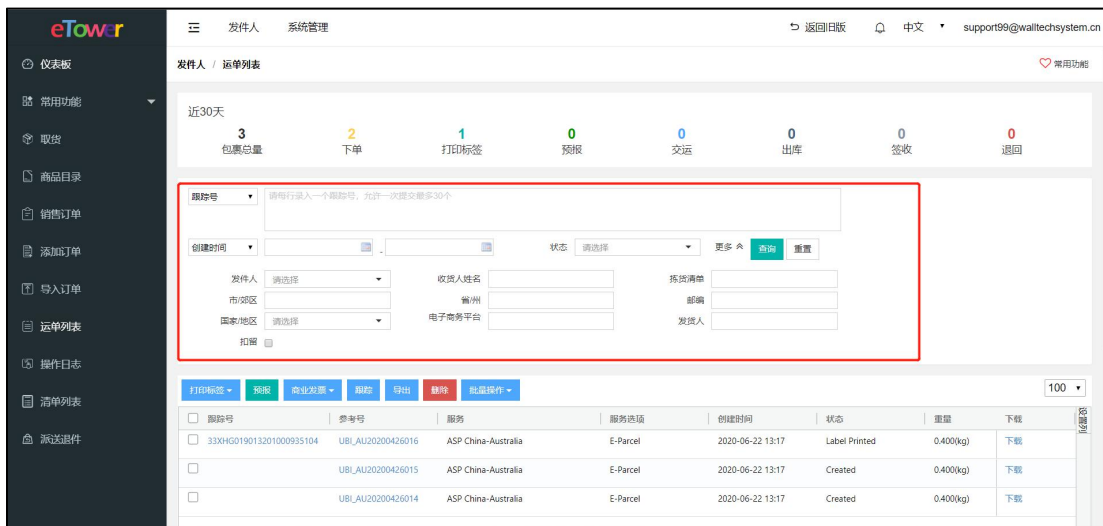 eTower
发件人 系统管理 返回旧版 中文 support99@walltechsystem.cn
仪表板
常用功能
取货
商品目录
销售订单
添加订单
导入订单
运单列表
操作日志
清单列表
派送退件
发件人 / 运单列表 常用功能
近30天
3 2 1 0 0 0 0 0
包裹总量 下单 打印标签 预报 交运 出库 签收 退回
跟踪号 请每行录入一个跟踪号，允许一次提交最多30个
创建时间 - 状态 请选择 更多 查询 重置
发件人 请选择 收货人姓名 拣货清单
市/郊区 省/州 邮编
国家/地区 请选择 电子商务平台 发货人
扣留
打印标签 预报 商业发票 跟踪 导出 删除 批量操作 100
跟踪号 参考号 服务 服务选项 创建时间 状态 重量 下载 设置列
33XHG019013201000935104 UBI_AU20200426016 ASP China-Australia E-Parcel 2020-06-22 13:17 Label Printed 0.400(kg) 下载
UBI_AU20200426015 ASP China-Australia E-Parcel 2020-06-22 13:17 Created 0.400(kg) 下载
UBI_AU20200426014 ASP China-Australia E-Parcel 2020-06-22 13:17 Created 0.400(kg) 下载